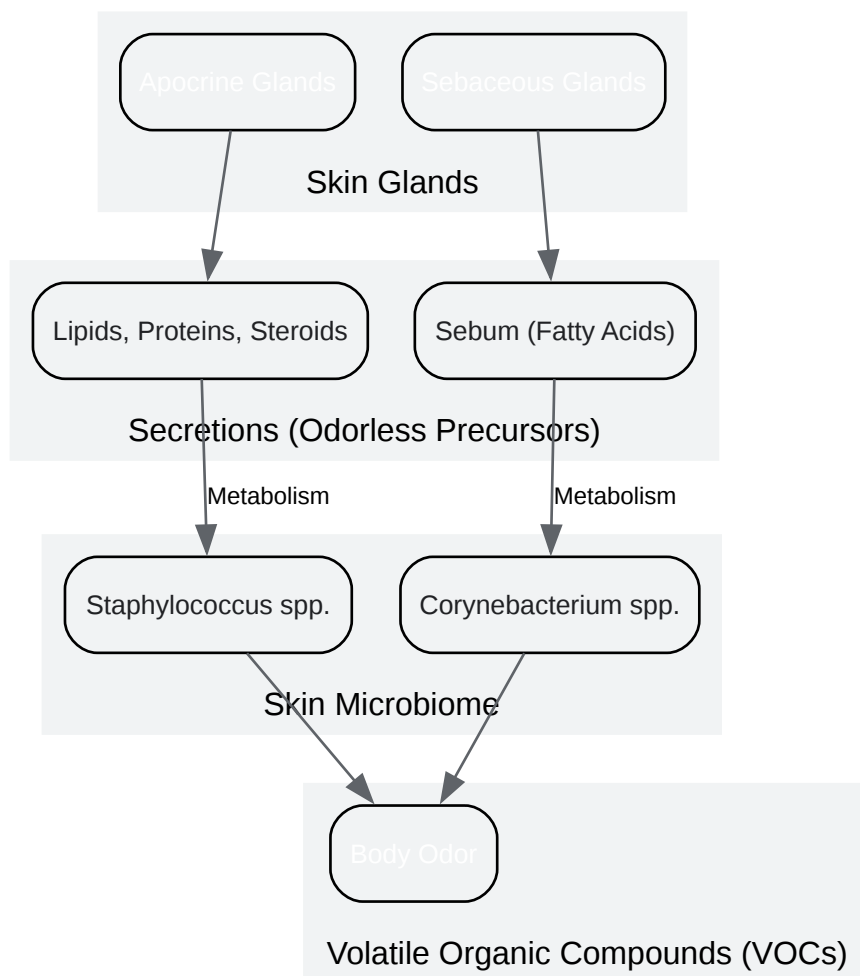 Apocrine Glands
Sebaceous Glands
Skin Glands
Lipids, Proteins, Steroids
Sebum (Fatty Acids)
Secretions (Odorless Precursors)
Metabolism
Metabolism
Staphylococcus spp.
Corynebacterium spp.
Skin Microbiome
Body Odor
Volatile Organic Compounds (VOCs)